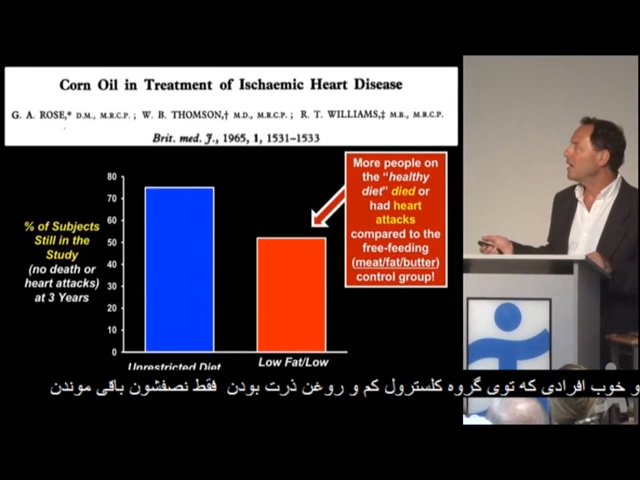 Corn Oil in Treatment of Ischaemic Heart Disease
G. A. ROSE,* D.M., M.R.C.P. ; W. B. THOMSON,† M.D., M.R.C.P. ; R. T. WILLIAMS,‡ M.B., M.R.C.P.
Brit. med. J., 1965, 1, 1531-1533
% of Subjects
Still in the
Study
(no death or
heart attacks)
at 3 Years
80
70
60
50
40
30
20
10
0
Unrestricted Diet
Low Fat/Low
More people on
the “healthy
diet” died or
had heart
attacks
compared to the
free-feeding
(meat/fat/butter)
control group!
و خوب افرادی که توی گروه کلسترول کم و روغن ذرت بودن فقط نصفشون باقی موندن